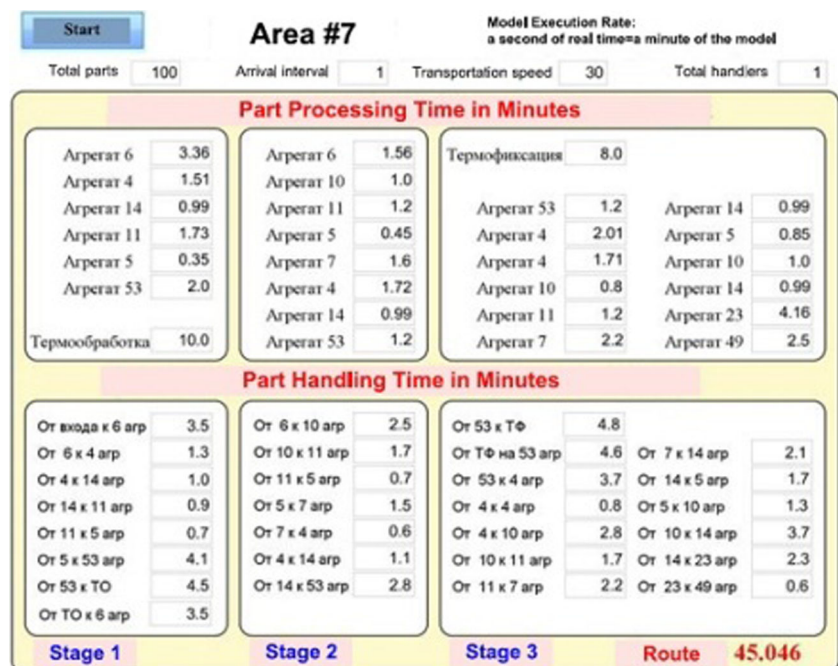 Start
Area #7
Model Execution Rate:
a second of real time=a minute of the model
Total parts 100 Arrival interval 1 Transportation speed 30 Total handlers 1
Part Processing Time in Minutes
Агрегат 6 3.36
Агрегат 4 1.51
Агрегат 14 0.99
Агрегат 11 1.73
Агрегат 5 0.35
Агрегат 53 2.0
Термообработка 10.0
Агрегат 6 1.56
Агрегат 10 1.0
Агрегат 11 1.2
Агрегат 5 0.45
Агрегат 7 1.6
Агрегат 4 1.72
Агрегат 14 0.99
Агрегат 53 1.2
Термофиксация 8.0
Агрегат 53 1.2
Агрегат 4 2.01
Агрегат 4 1.71
Агрегат 10 0.8
Агрегат 11 1.2
Агрегат 7 2.2
Агрегат 14 0.99
Агрегат 5 0.85
Агрегат 10 1.0
Агрегат 14 0.99
Агрегат 23 4.16
Агрегат 49 2.5
Part Handling Time in Minutes
От входа к 6 агр 3.5
От 6 к 4 агр 1.3
От 4 к 14 агр 1.0
От 14 к 11 агр 0.9
От 11 к 5 агр 0.7
От 5 к 53 агр 4.1
От 53 к ТО 4.5
От ТО к 6 агр 3.5
От 6 к 10 агр 2.5
От 10 к 11 агр 1.7
От 11 к 5 агр 0.7
От 5 к 7 агр 1.5
От 7 к 4 агр 0.6
От 4 к 14 агр 1.1
От 14 к 53 агр 2.8
От 53 к ТФ 4.8
От ТФ на 53 агр 4.6
От 53 к 4 агр 3.7
От 4 к 4 агр 0.8
От 4 к 10 агр 2.8
От 10 к 11 агр 1.7
От 11 к 7 агр 2.2
От 7 к 14 агр 2.1
От 14 к 5 агр 1.7
От 5 к 10 агр 1.3
От 10 к 14 агр 3.7
От 14 к 23 агр 2.3
От 23 к 49 агр 0.6
Stage 1 Stage 2 Stage 3 Route 45.046